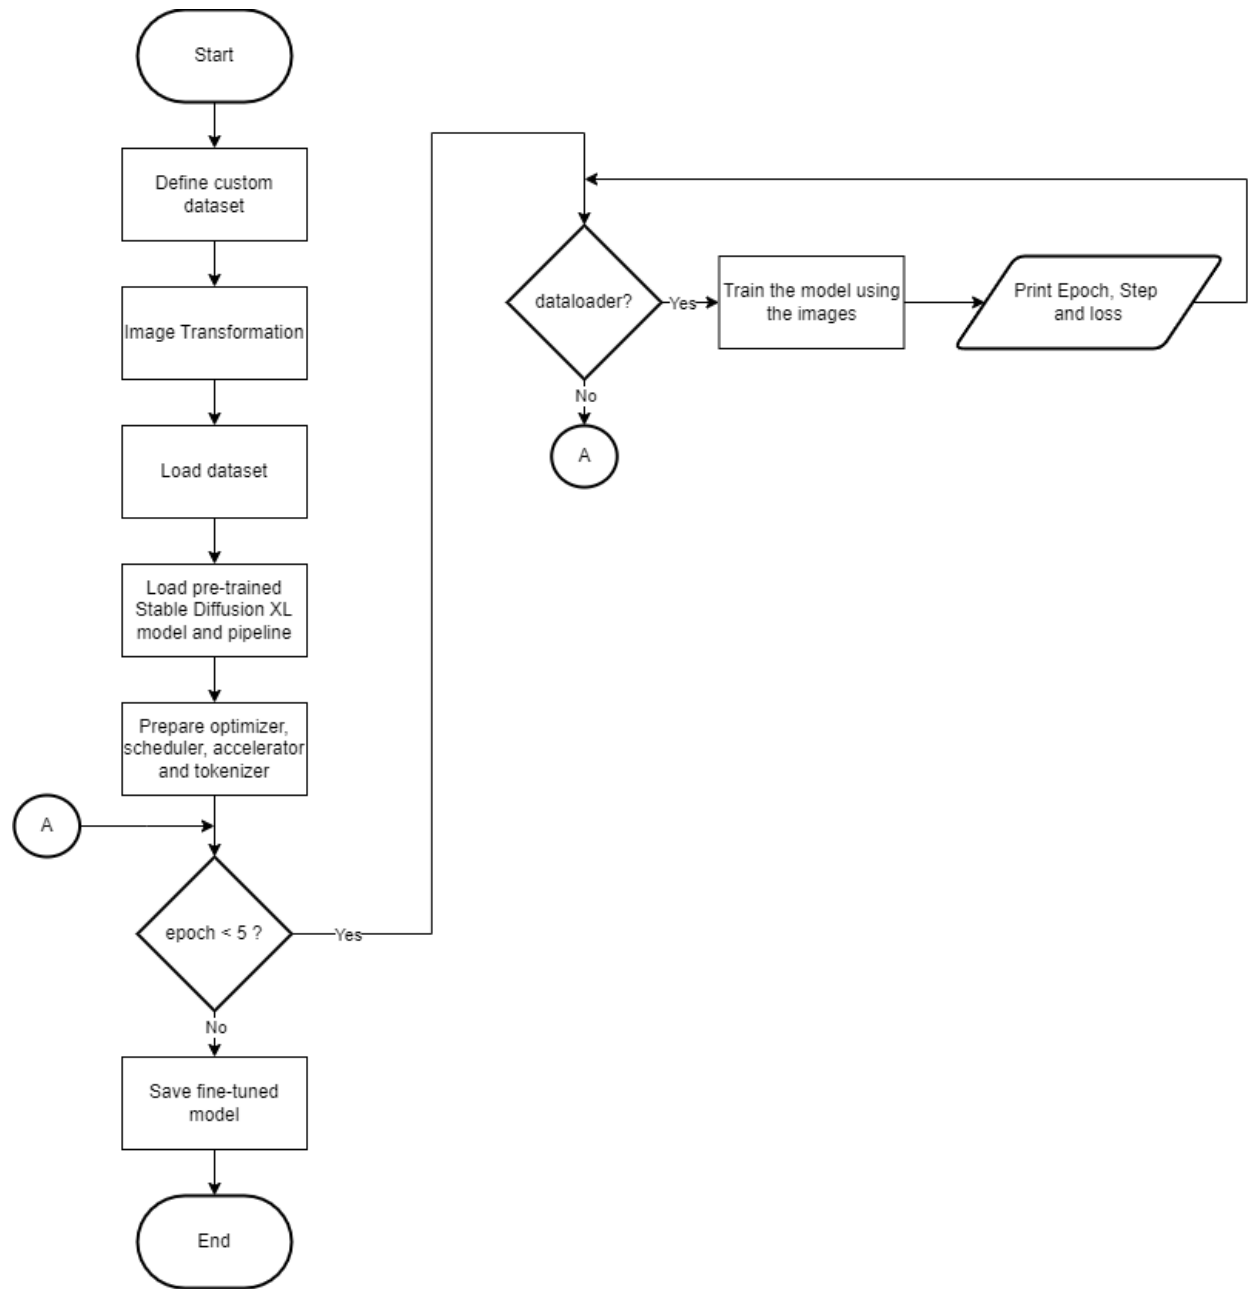 Start
Define custom
dataset
Image Transformation
Load dataset
Load pre-trained
Stable Diffusion XL
model and pipeline
Prepare optimizer,
scheduler, accelerator
and tokenizer
A
epoch < 5 ?
Yes
No
Save fine-tuned
model
End
dataloader?
Yes
Train the model using
the images
Print Epoch, Step
and loss
No
A